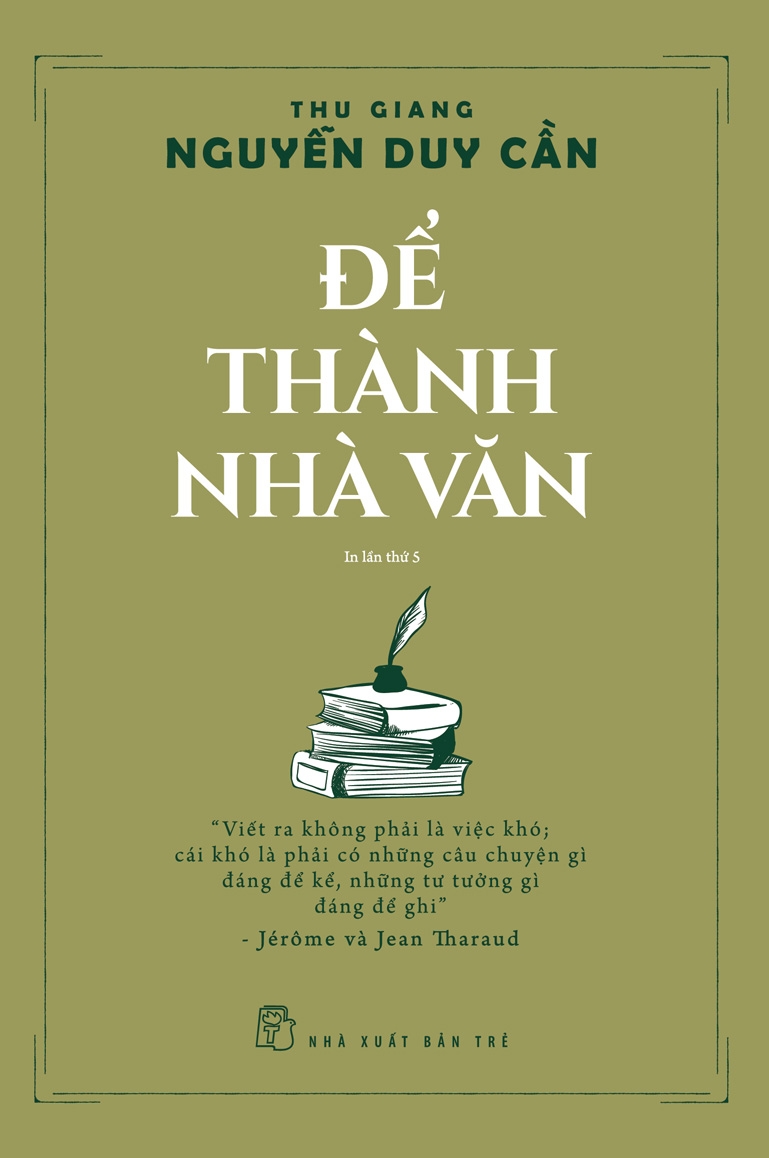 THU GIANG
NGUYỄN DUY CẦN
ĐỂ
THÀNH
NHÀ VĂN
In lần thứ 5
“Viết ra không phải là việc khó;
cái khó là phải có những câu chuyện gì
đáng để kể, những tư tưởng gì
đáng để ghi”
- Jérôme và Jean Tharaud
T
NHÀ XUẤT BẢN TRẺ